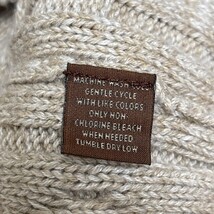 MACHINE WASH COLD
GENTLE CYCLE
WITH LIKE COLORS
ONLY NON-
CHLORINE BLEACH
WHEN NEEDED
TUMBLE DRY LOW